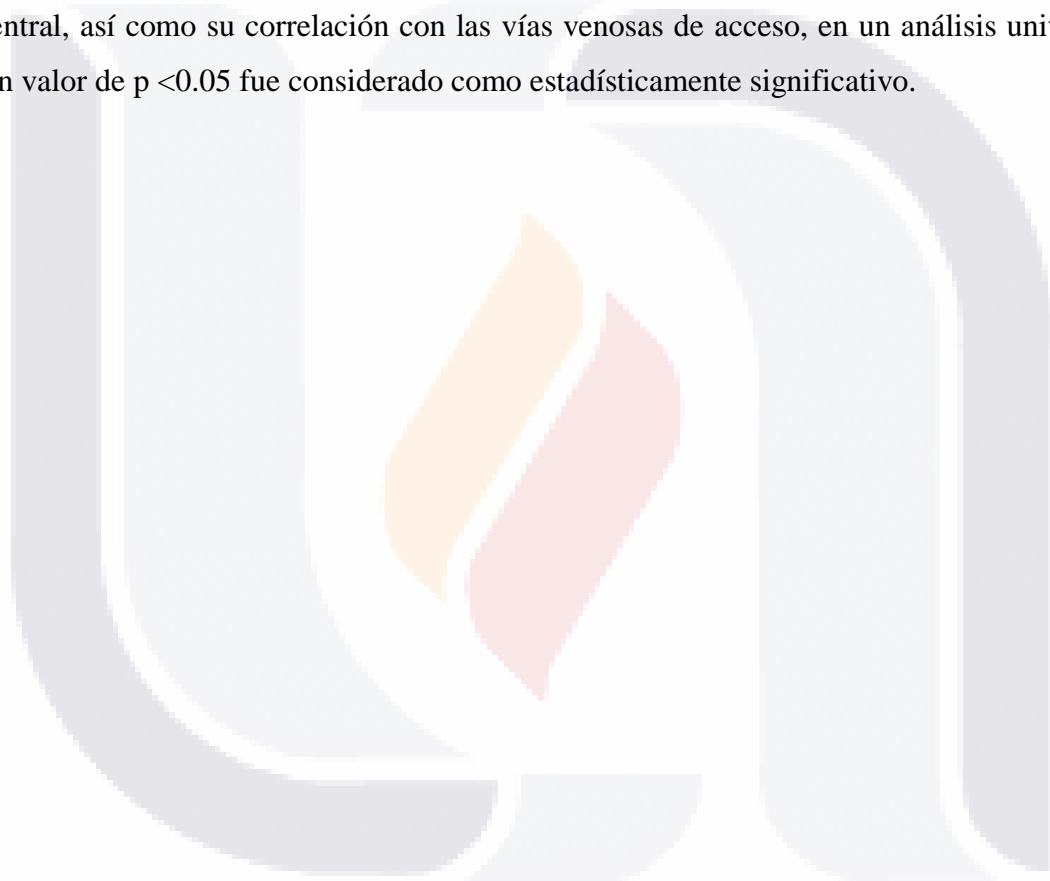 entral, así como su correlación con las vías venosas de acceso, en un análisis uni
n valor de p <0.05 fue considerado como estadísticamente significativo.